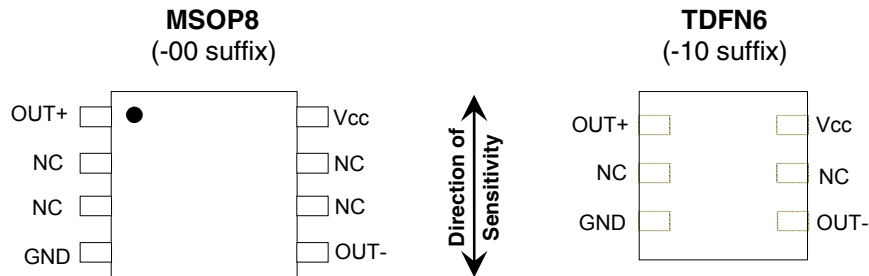 MSOP8
(-00 suffix)
OUT+
NC
NC
GND
Vcc
NC
NC
OUT-
Direction of
Sensitivity
TDFN6
(-10 suffix)
OUT+
NC
GND
Vcc
NC
OUT-